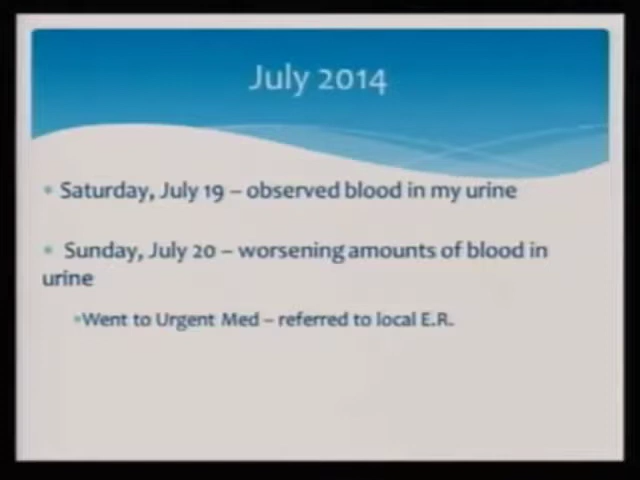 July 2014
• Saturday, July 19 – observed blood in my urine
• Sunday, July 20 – worsening amounts of blood in
urine
•Went to Urgent Med – referred to local E.R.